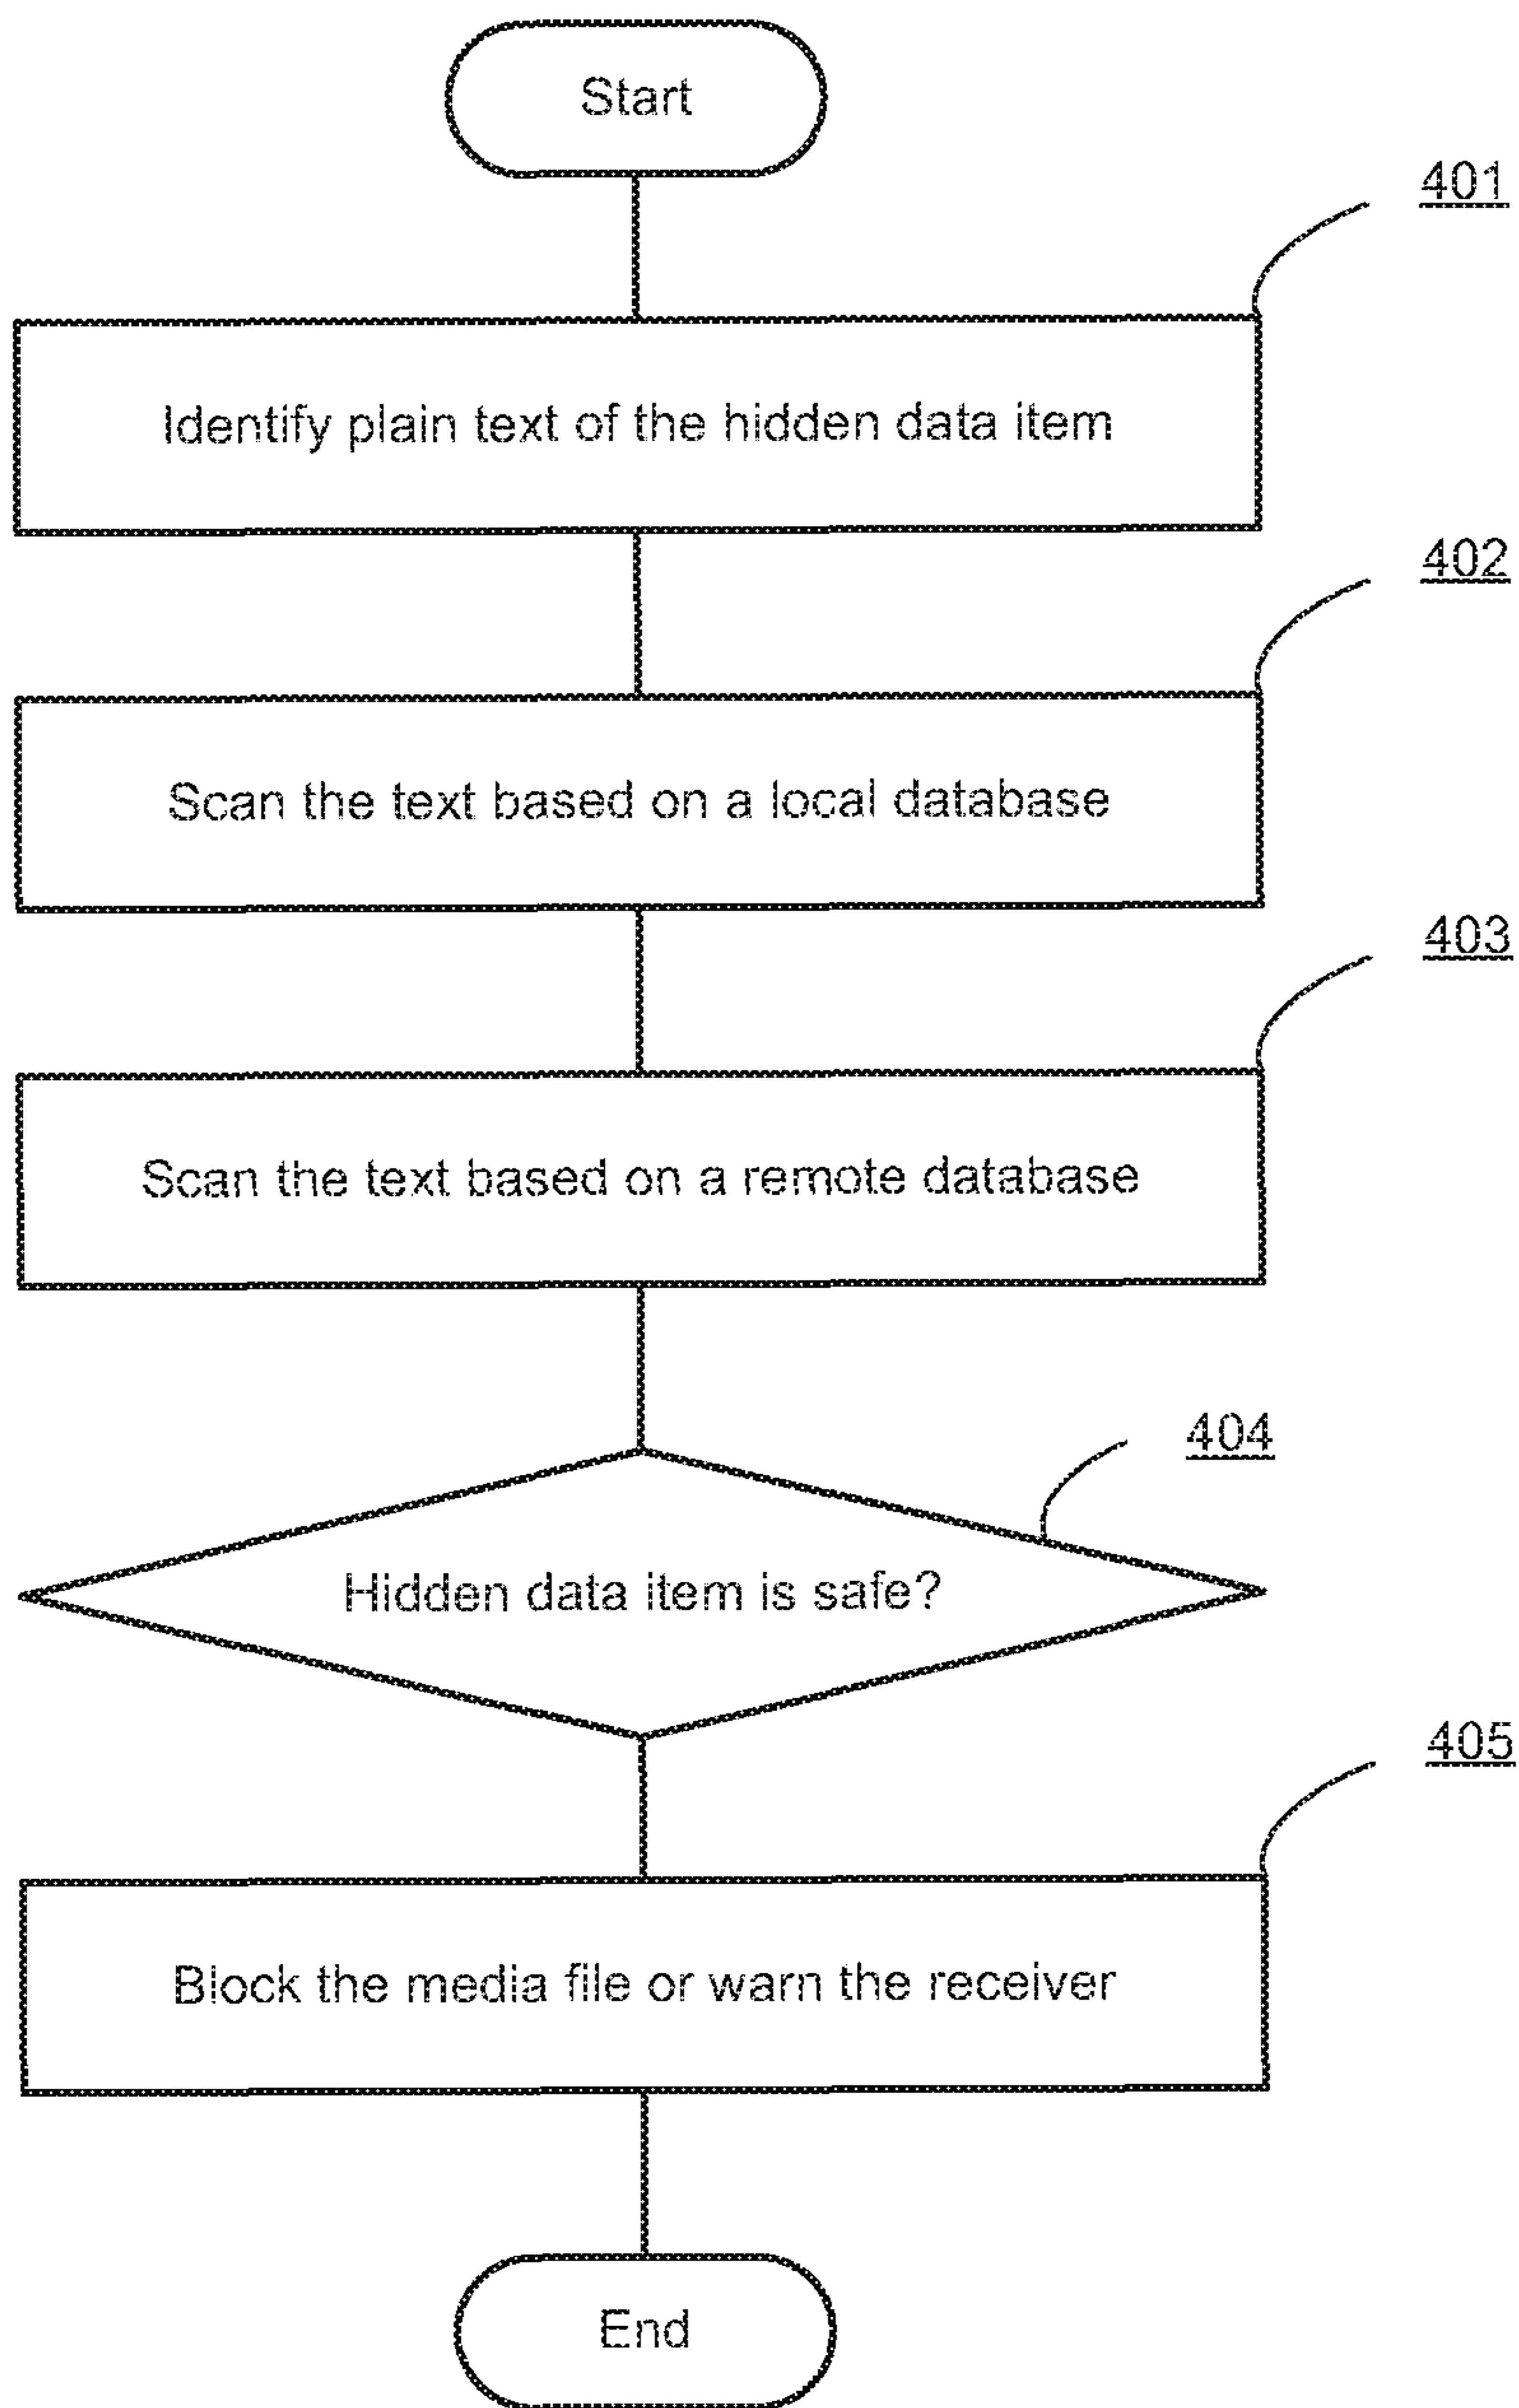 Start
401
Identify plain text of the hidden data item
402
Scan the text based on a local database
403
Scan the text based on a remote database
404
Hidden data item is safe?
405
Block the media file or warn the receiver
End